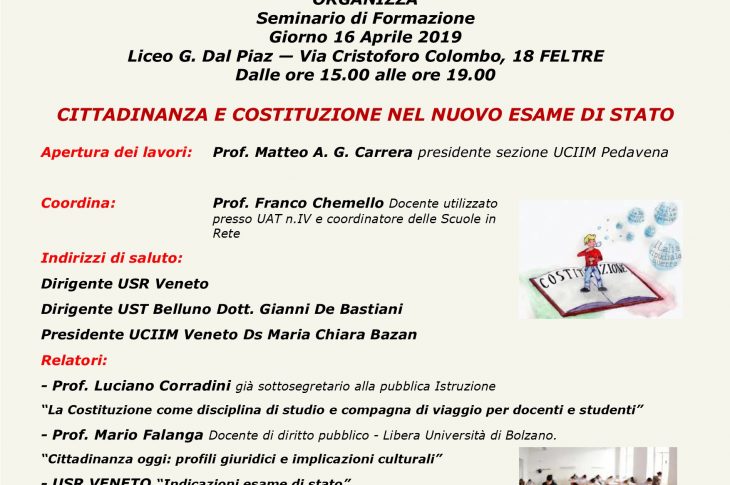 ORGANIZZA
Seminario di Formazione
Giorno 16 Aprile 2019
Liceo G. Dal Piaz — Via Cristoforo Colombo, 18 FELTRE
Dalle ore 15.00 alle ore 19.00
CITTADINANZA E COSTITUZIONE NEL NUOVO ESAME DI STATO
Apertura dei lavori: Prof. Matteo A. G. Carrera presidente sezione UCIIM Pedavena
Coordina: Prof. Franco Chemello Docente utilizzato
presso UAT n.IV e coordinatore delle Scuole in
Rete
Indirizzi di saluto:
Dirigente USR Veneto
Dirigente UST Belluno Dott. Gianni De Bastiani
Presidente UCIIM Veneto Ds Maria Chiara Bazan
Relatori:
- Prof. Luciano Corradini già sottosegretario alla pubblica Istruzione
“La Costituzione come disciplina di studio e compagna di viaggio per docenti e studenti”
- Prof. Mario Falanga Docente di diritto pubblico - Libera Università di Bolzano.
“Cittadinanza oggi: profili giuridici e implicazioni culturali”
- USR VENETO “Indicazioni esame di stato”
COSTITUZIONE
l'Italia
ripudia la
guerra